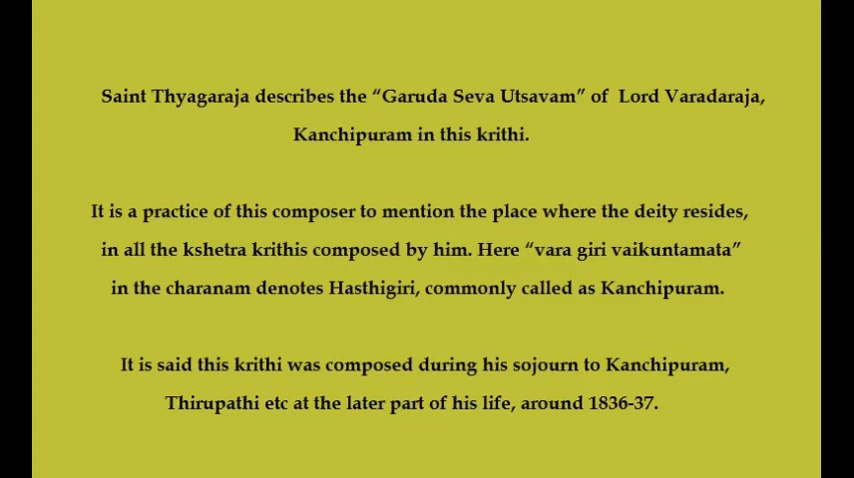 Saint Thyagaraja describes the “Garuda Seva Utsavam” of Lord Varadaraja,
Kanchipuram in this krithi.
It is a practice of this composer to mention the place where the deity resides,
in all the kshetra krithis composed by him. Here “vara giri vaikuntamata”
in the charanam denotes Hasthigiri, commonly called as Kanchipuram.
It is said this krithi was composed during his sojourn to Kanchipuram,
Thirupathi etc at the later part of his life, around 1836-37.